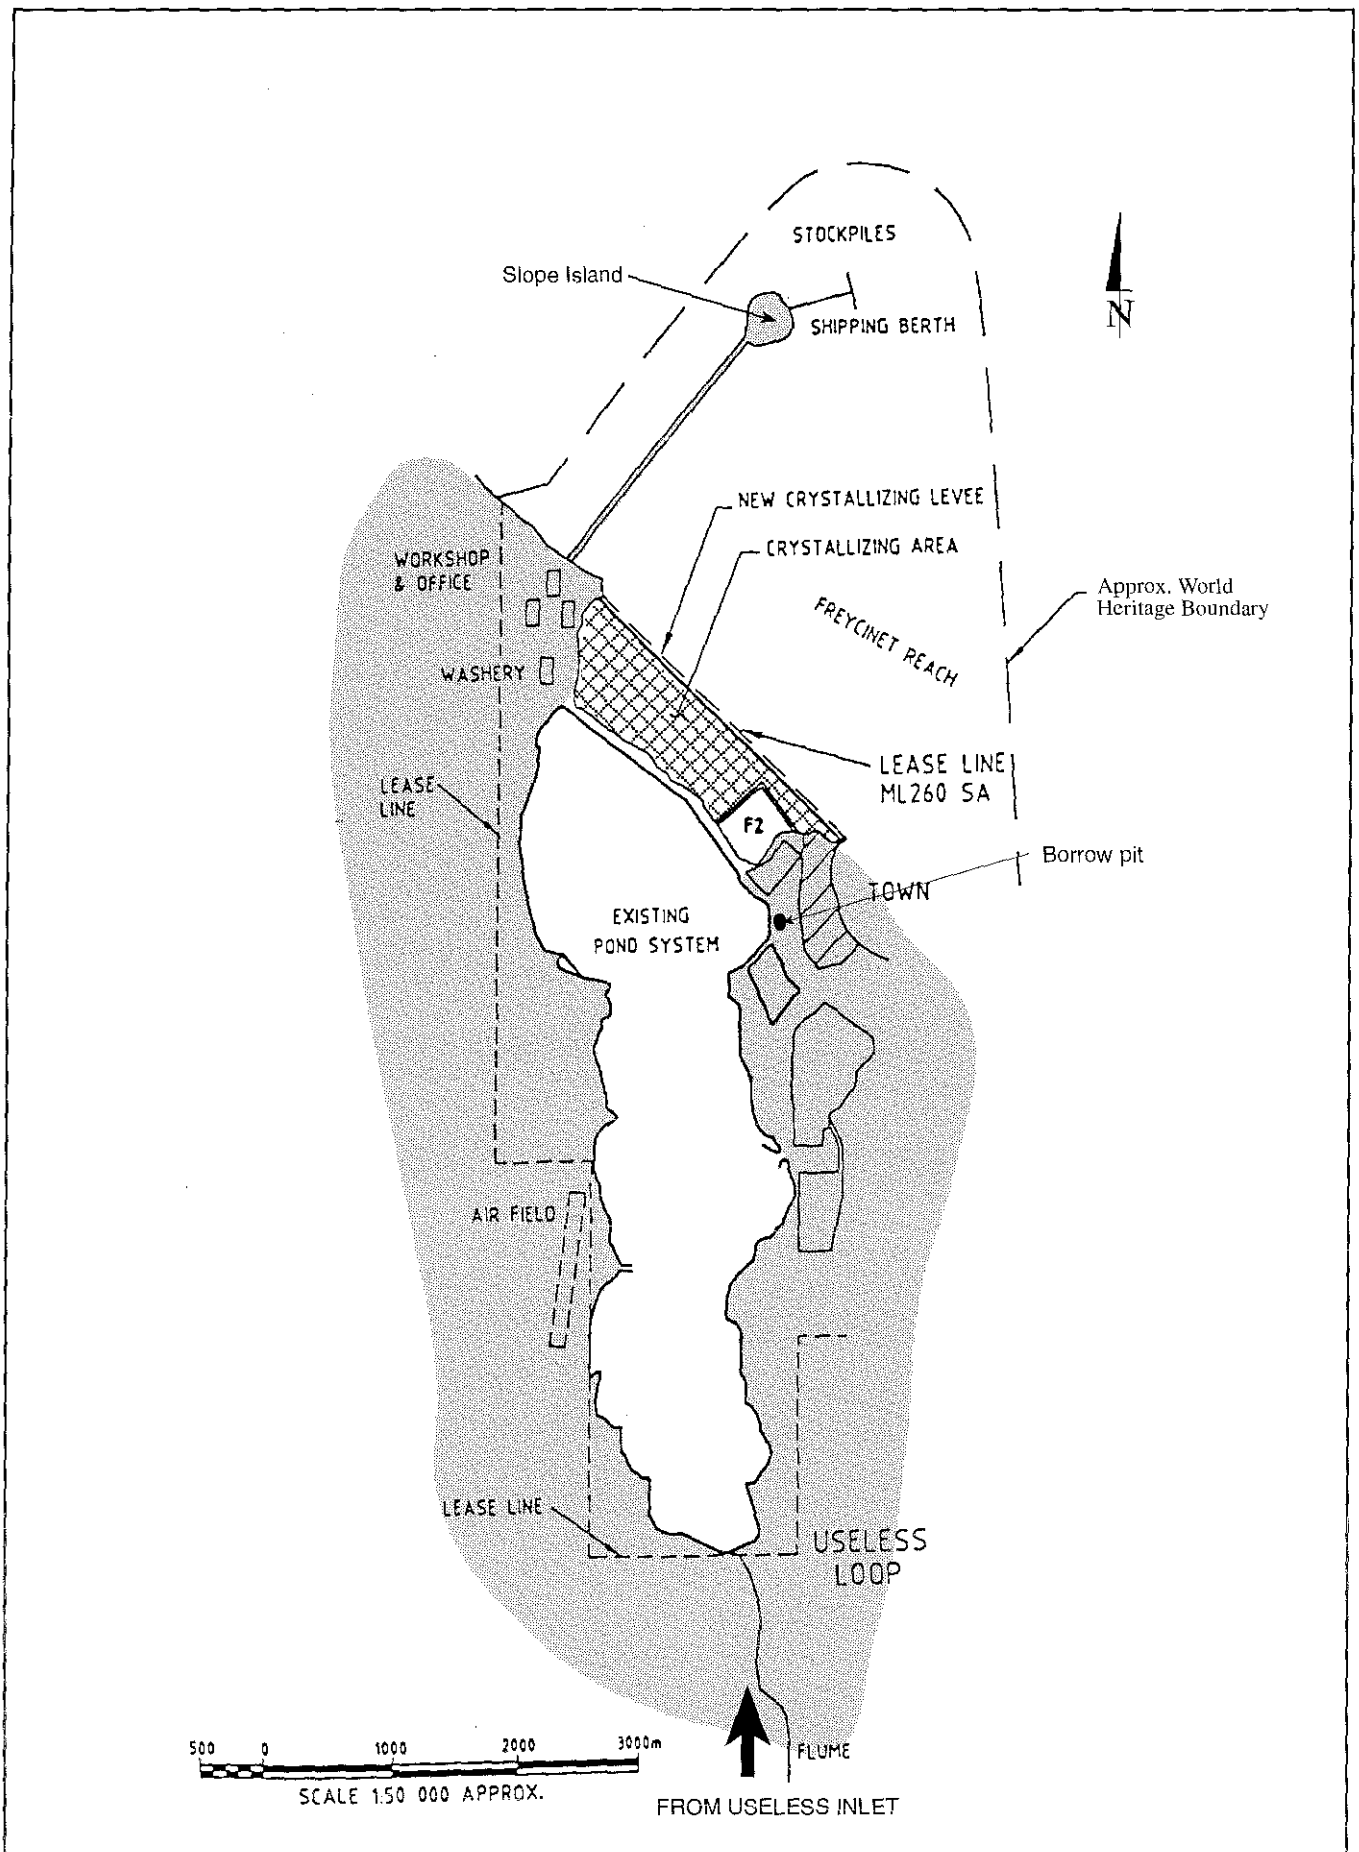 STOCKPILES
Slope Island
SHIPPING BERTH
N
NEW CRYSTALLIZING LEVEE
CRYSTALLIZING AREA
WORKSHOP
& OFFICE
Approx. World
Heritage Boundary
FREYCINET REACH
WASHERY
LEASE LINE
ML260 SA
LEASE
LINE
F2
Borrow pit
TOWN
EXISTING
POND SYSTEM
AIR FIELD
LEASE LINE
USELESS
LOOP
500 0 1000 2000 3000m
FLUME
SCALE 1:50 000 APPROX.
FROM USELESS INLET